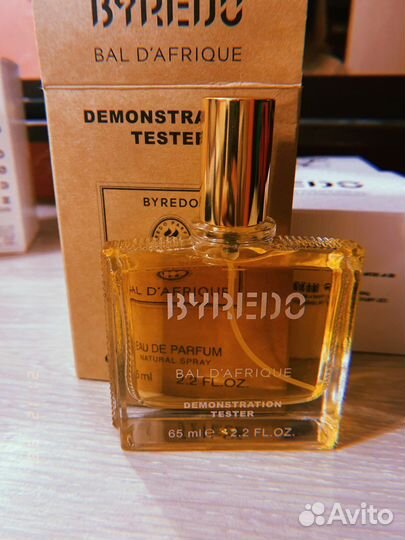 BYREDO
BAL D'AFRIQUE
DEMONSTRATION
TESTER
BYREDO
BAL D'AFRIQUE
EAU DE PARFUM
NATURAL SPRAY
ml 2.2 FL.OZ.
BYREDO
BAL D'AFRIQUE
DEMONSTRATION
TESTER
65 ml e 2.2 FL.OZ.
Avito